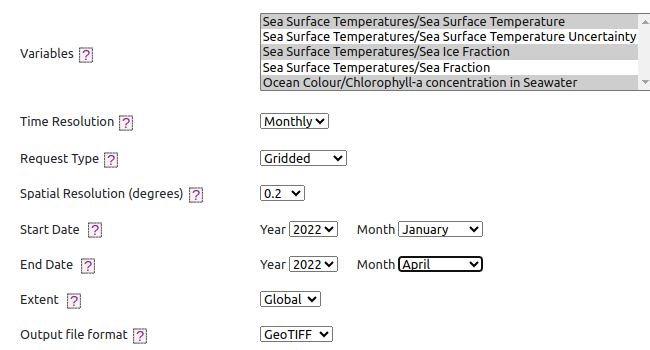 Sea Surface Temperatures/Sea Surface Temperature
Sea Surface Temperatures/Sea Surface Temperature Uncertainty
Variables ? Sea Surface Temperatures/Sea Ice Fraction
Sea Surface Temperatures/Sea Fraction
Ocean Colour/Chlorophyll-a concentration in Seawater
Time Resolution ? Monthly
Request Type ? Gridded
Spatial Resolution (degrees) ? 0.2
Start Date ? Year 2022 Month January
End Date ? Year 2022 Month April
Extent ? Global
Output file format ? GeoTIFF